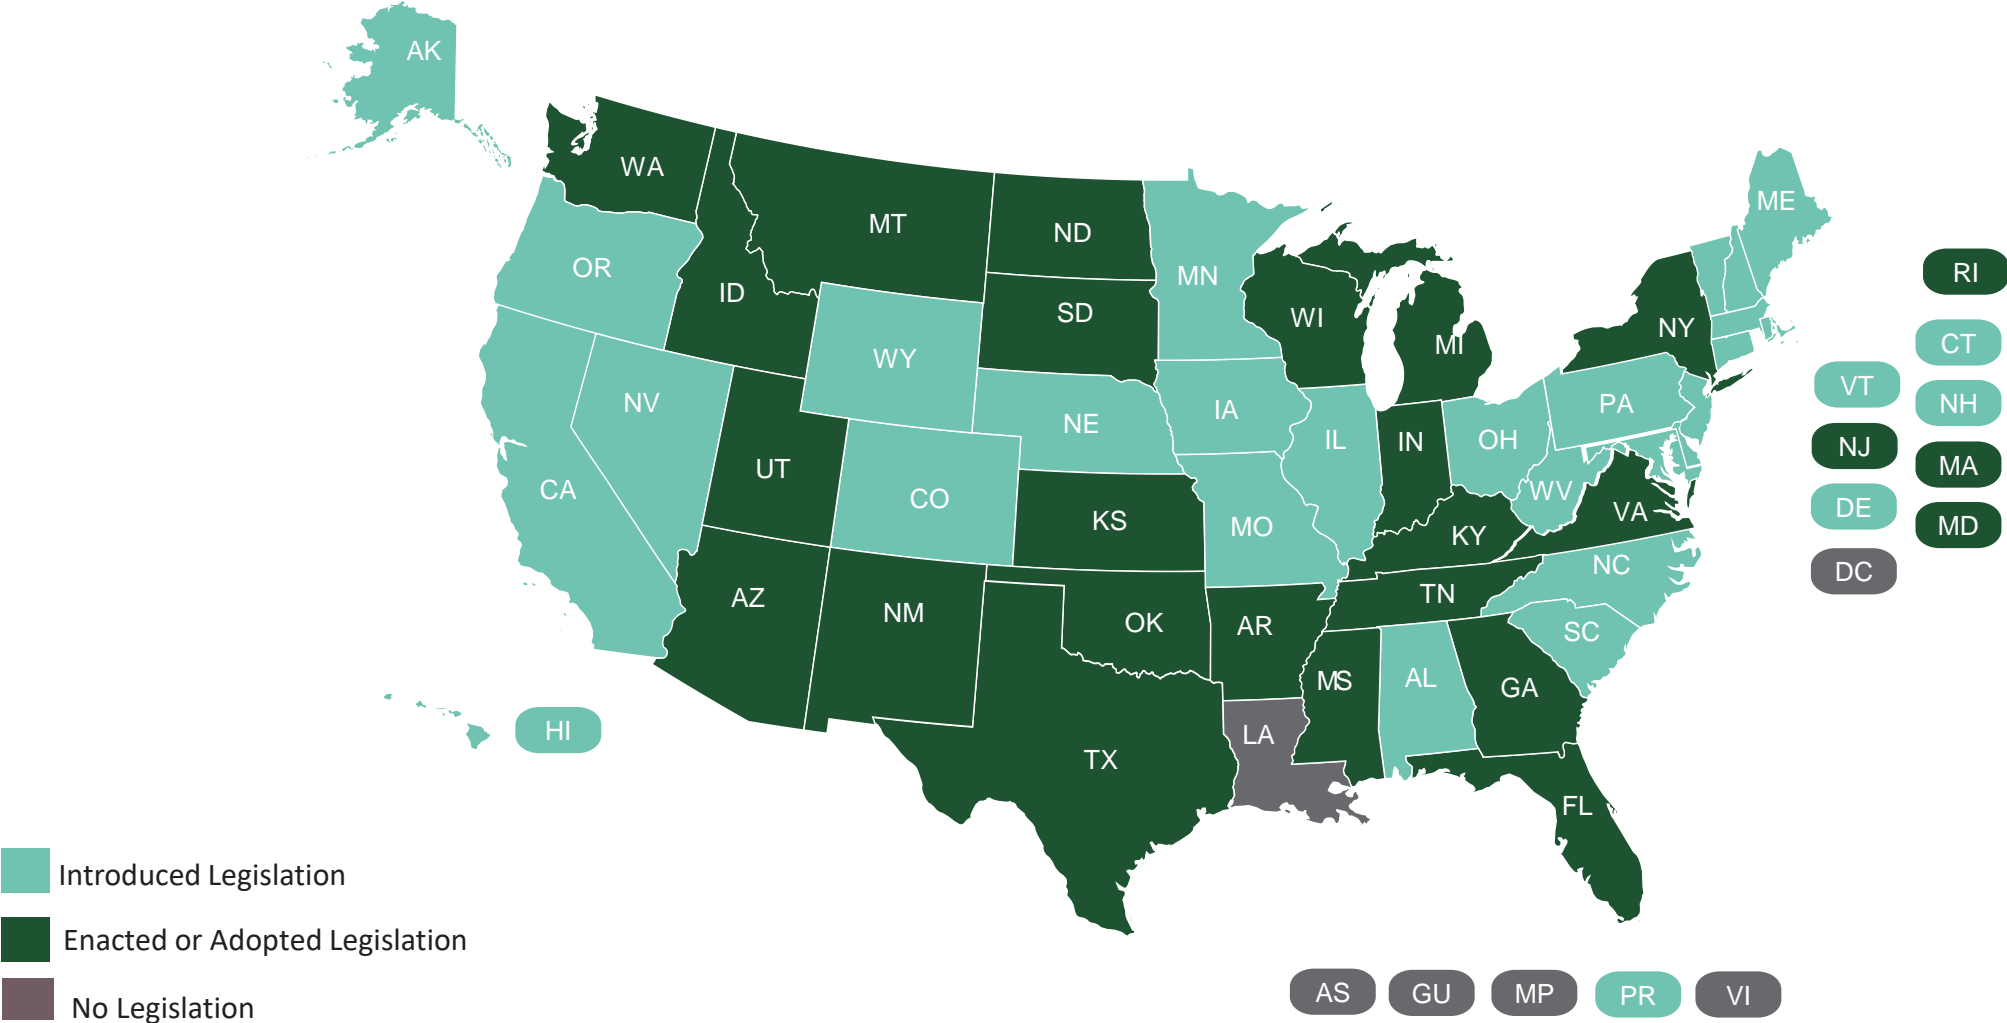 AK
WA
MT
ND
MN
ME
OR
ID
SD
WI
MI
NY
RI
WY
CT
VT
NH
NV
NE
IA
PA
IL
IN
OH
NJ
MA
UT
CO
CA
WV
DE
MD
KS
MO
KY
VA
DC
AZ
NM
OK
AR
TN
NC
SC
MS
AL
GA
HI
LA
TX
FL
Introduced Legislation
Enacted or Adopted Legislation
No Legislation
AS
GU
MP
PR
VI